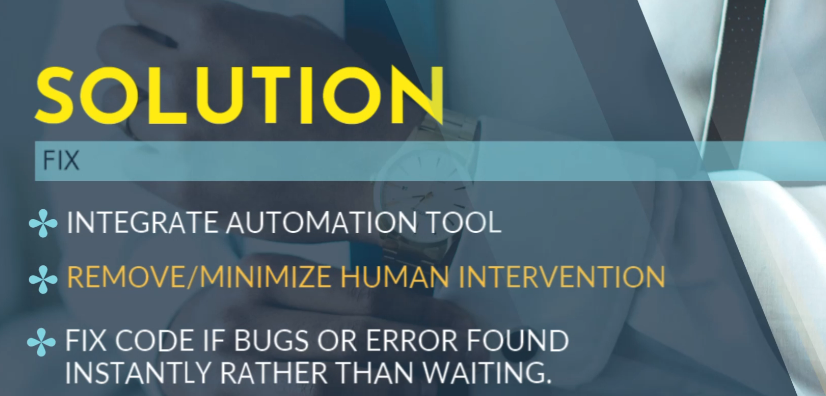 SOLUTION
FIX
INTEGRATE AUTOMATION TOOL
REMOVE/MINIMIZE HUMAN INTERVENTION
FIX CODE IF BUGS OR ERROR FOUND
INSTANTLY RATHER THAN WAITING.